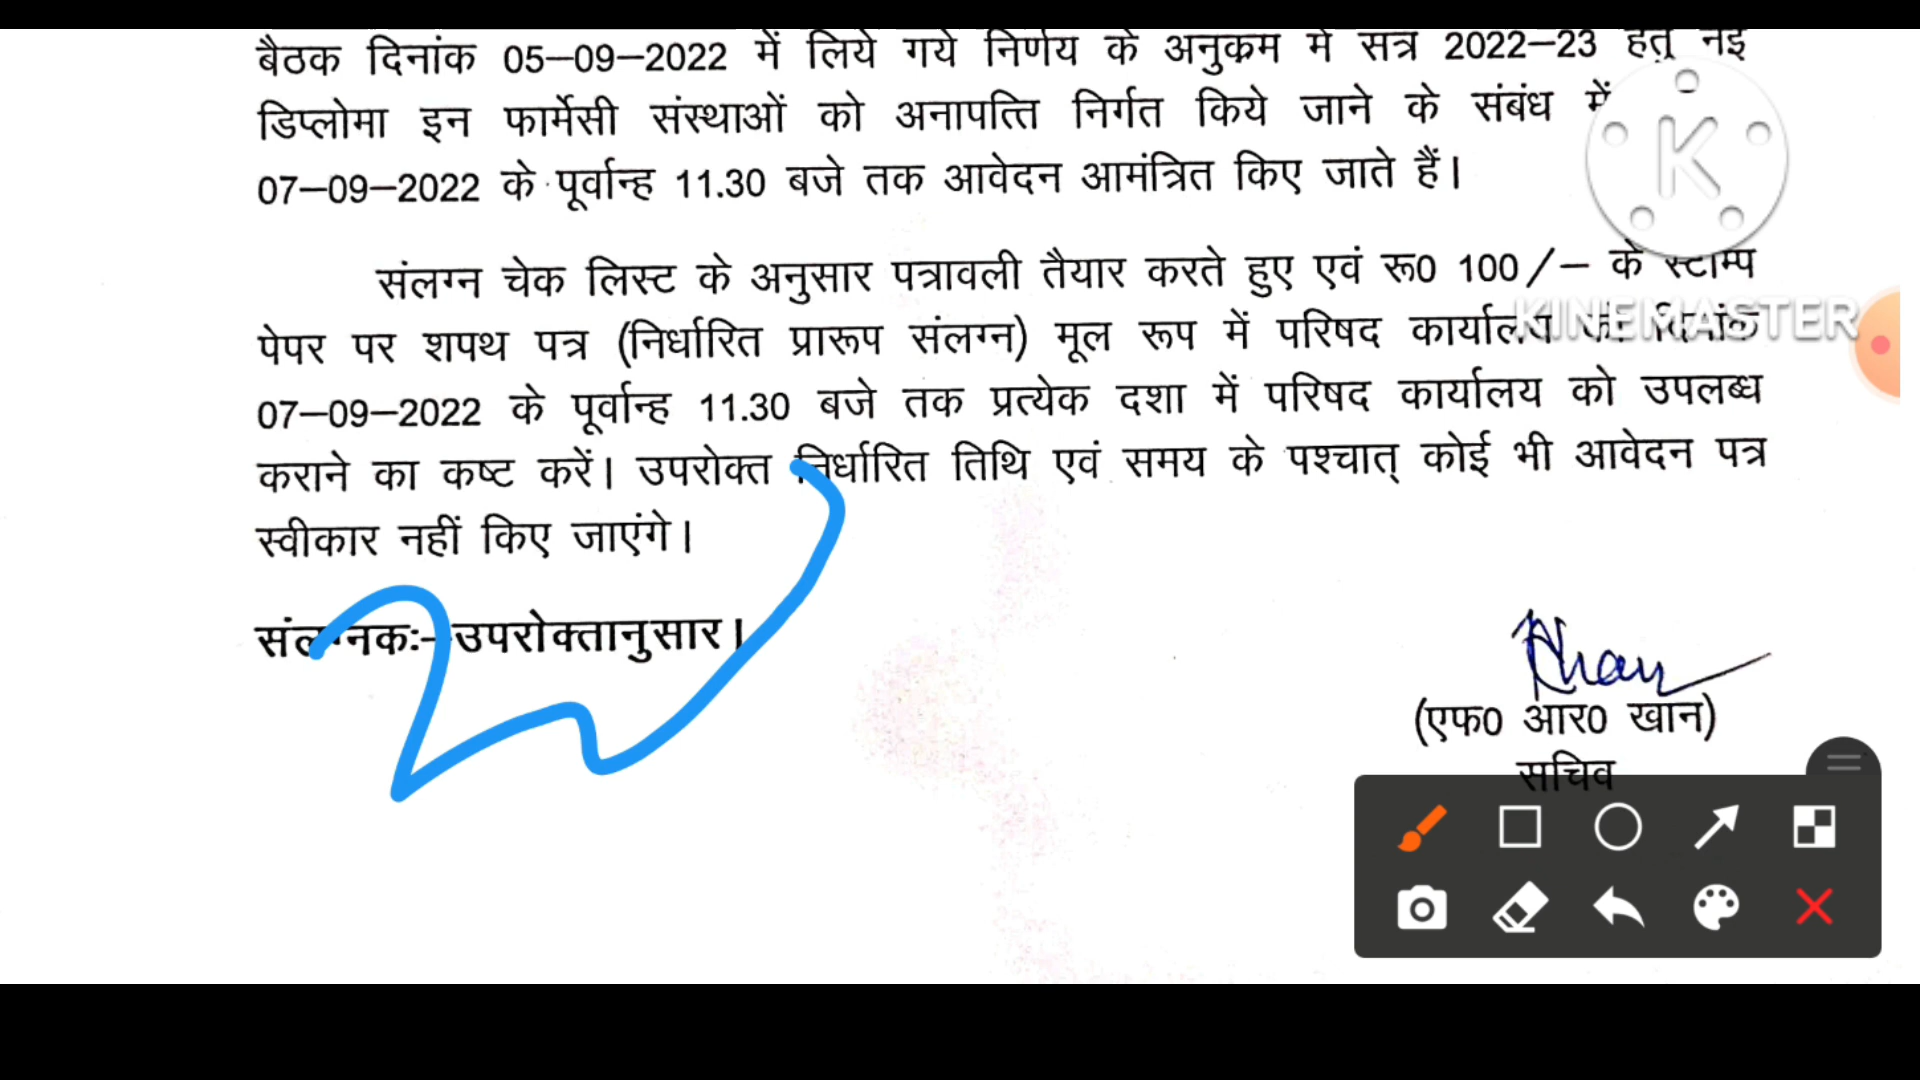 बैठक दिनांक 05–09–2022 में लिये गये निर्णय के अनुक्रम में सत्र 2022–23 हेतु नई
डिप्लोमा इन फार्मेसी संस्थाओं को अनापत्ति निर्गत किये जाने के संबंध में
07–09–2022 के पूर्वान्ह 11.30 बजे तक आवेदन आमंत्रित किए जाते हैं।
K
संलग्न चेक लिस्ट के अनुसार पत्रावली तैयार करते हुए एवं रू0 100/– के स्टाम्प
KINEMASTER
पेपर पर शपथ पत्र (निर्धारित प्रारूप संलग्न) मूल रूप में परिषद कार्यालय को दिनांक
07–09–2022 के पूर्वान्ह 11.30 बजे तक प्रत्येक दशा में परिषद कार्यालय को उपलब्ध
कराने का कष्ट करें। उपरोक्त निर्धारित तिथि एवं समय के पश्चात् कोई भी आवेदन पत्र
स्वीकार नहीं किए जाएंगे।
संलग्नकः–उपरोक्तानुसार।
Khan
(एफ0 आर0 खान)
सचिव